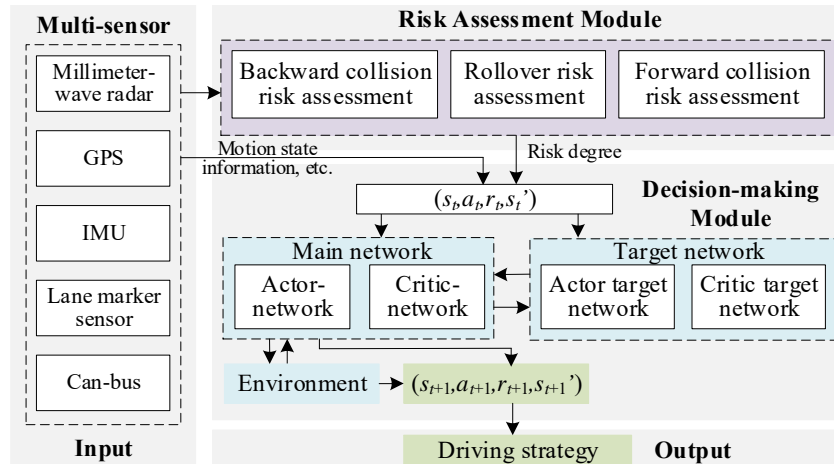 Multi-sensor
Millimeter-
wave radar
GPS
IMU
Lane marker
sensor
Can-bus
Input
Risk Assessment Module
Backward collision
risk assessment
Rollover risk
assessment
Forward collision
risk assessment
Motion state
information, etc.
Risk degree
Decision-making
Module
(s_t,a_t,r_t,s_t’)
Main network
Actor-
network
Critic-
network
Target network
Actor target
network
Critic target
network
Environment
(s_{t+1},a_{t+1},r_{t+1},s_{t+1}’)
Driving strategy
Output